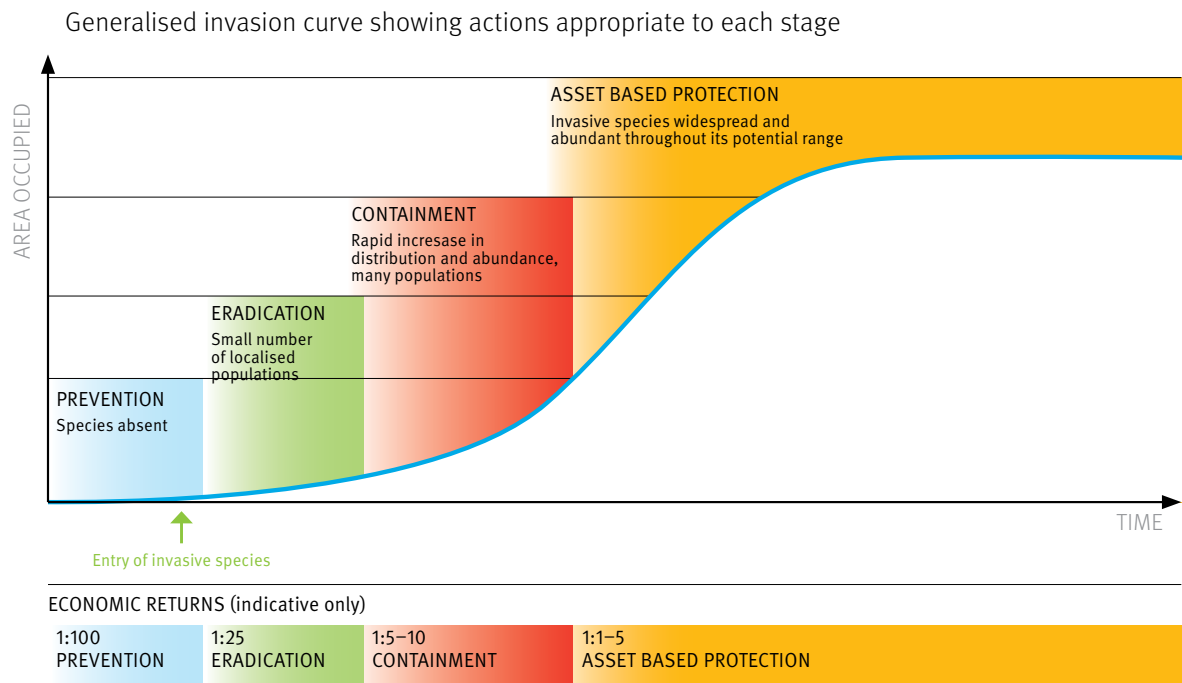 Generalised invasion curve showing actions appropriate to each stage
AREA OCCUPIED
ASSET BASED PROTECTION
Invasive species widespread and
abundant throughout its potential range
CONTAINMENT
Rapid incresase in
distribution and abundance,
many populations
ERADICATION
Small number
of localised
populations
PREVENTION
Species absent
TIME
Entry of invasive species
ECONOMIC RETURNS (indicative only)
1:100
PREVENTION
1:25
ERADICATION
1:5–10
CONTAINMENT
1:1–5
ASSET BASED PROTECTION